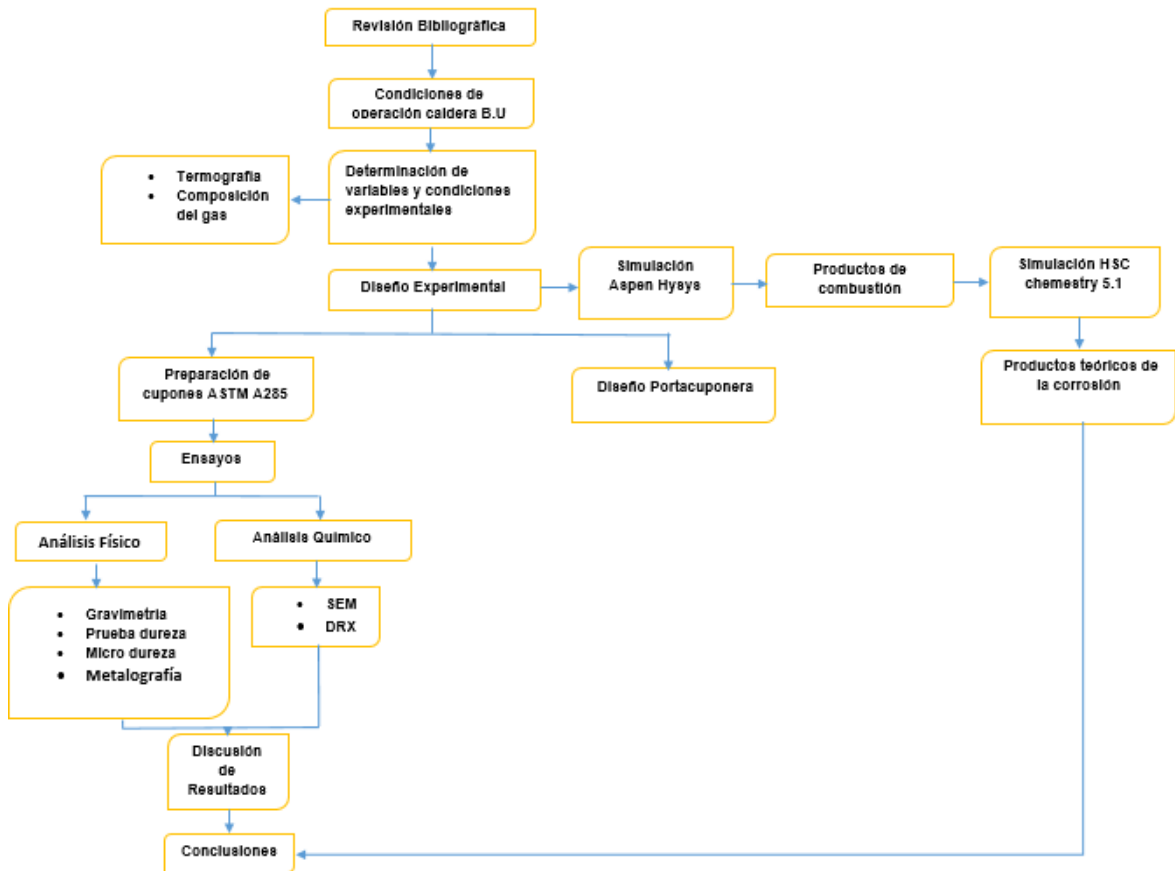 Revisión Bibliográfica
Condiciones de
operación caldera B.U
• Termografía
• Composición
del gas
Determinación de
variables y condiciones
experimentales
Diseño Experimental
Simulación
Aspen Hysys
Productos de
combustión
Simulación HSC
chemestry 5.1
Preparación de
cupones ASTM A285
Diseño Portacuponera
Productos teóricos de
la corrosión
Ensayos
Análisis Físico
Análisis Químico
• Gravimetría
• Prueba dureza
• Micro dureza
• Metalografía
• SEM
• DRX
Discusión
de
Resultados
Conclusiones